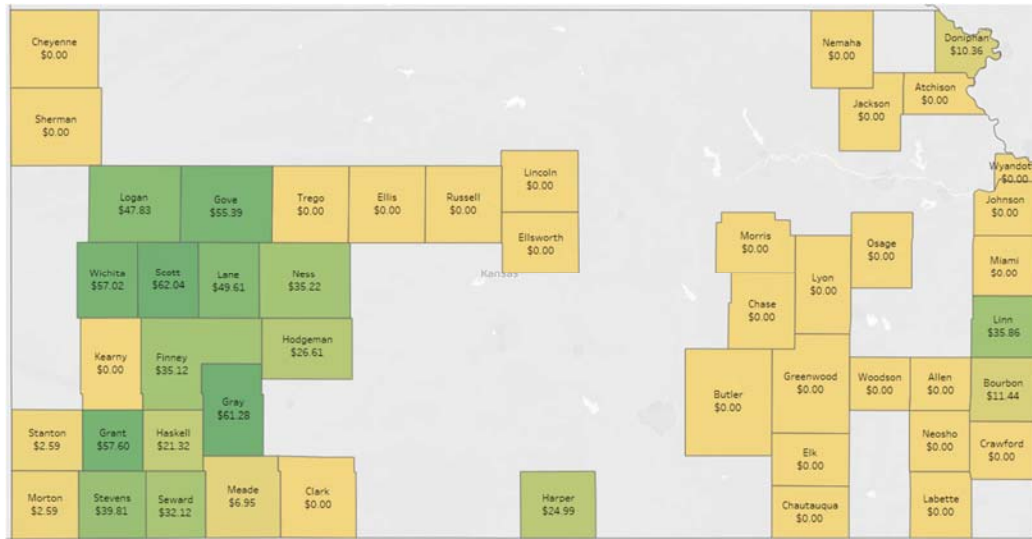 Cheyenne
$0.00
Nemaha
$0.00
Doniphan
$10.36
Jackson
$0.00
Atchison
$0.00
Sherman
$0.00
Logan
$47.83
Gove
$55.39
Trego
$0.00
Ellis
$0.00
Russell
$0.00
Lincoln
$0.00
Wyandot
$0.00
Johnson
$0.00
Ellsworth
$0.00
Morris
$0.00
Osage
$0.00
Miami
$0.00
Wichita
$57.02
Scott
$62.04
Lane
$49.61
Ness
$35.22
Kansas
Lyon
$0.00
Chase
$0.00
Linn
$35.86
Kearny
$0.00
Finney
$35.12
Hodgeman
$26.61
Gray
$61.28
Butler
$0.00
Greenwood
$0.00
Woodson
$0.00
Allen
$0.00
Bourbon
$11.44
Stanton
$2.59
Grant
$57.60
Haskell
$21.32
Neosho
$0.00
Crawford
$0.00
Elk
$0.00
Morton
$2.59
Stevens
$39.81
Seward
$32.12
Meade
$6.95
Clark
$0.00
Harper
$24.99
Chautauqua
$0.00
Labette
$0.00